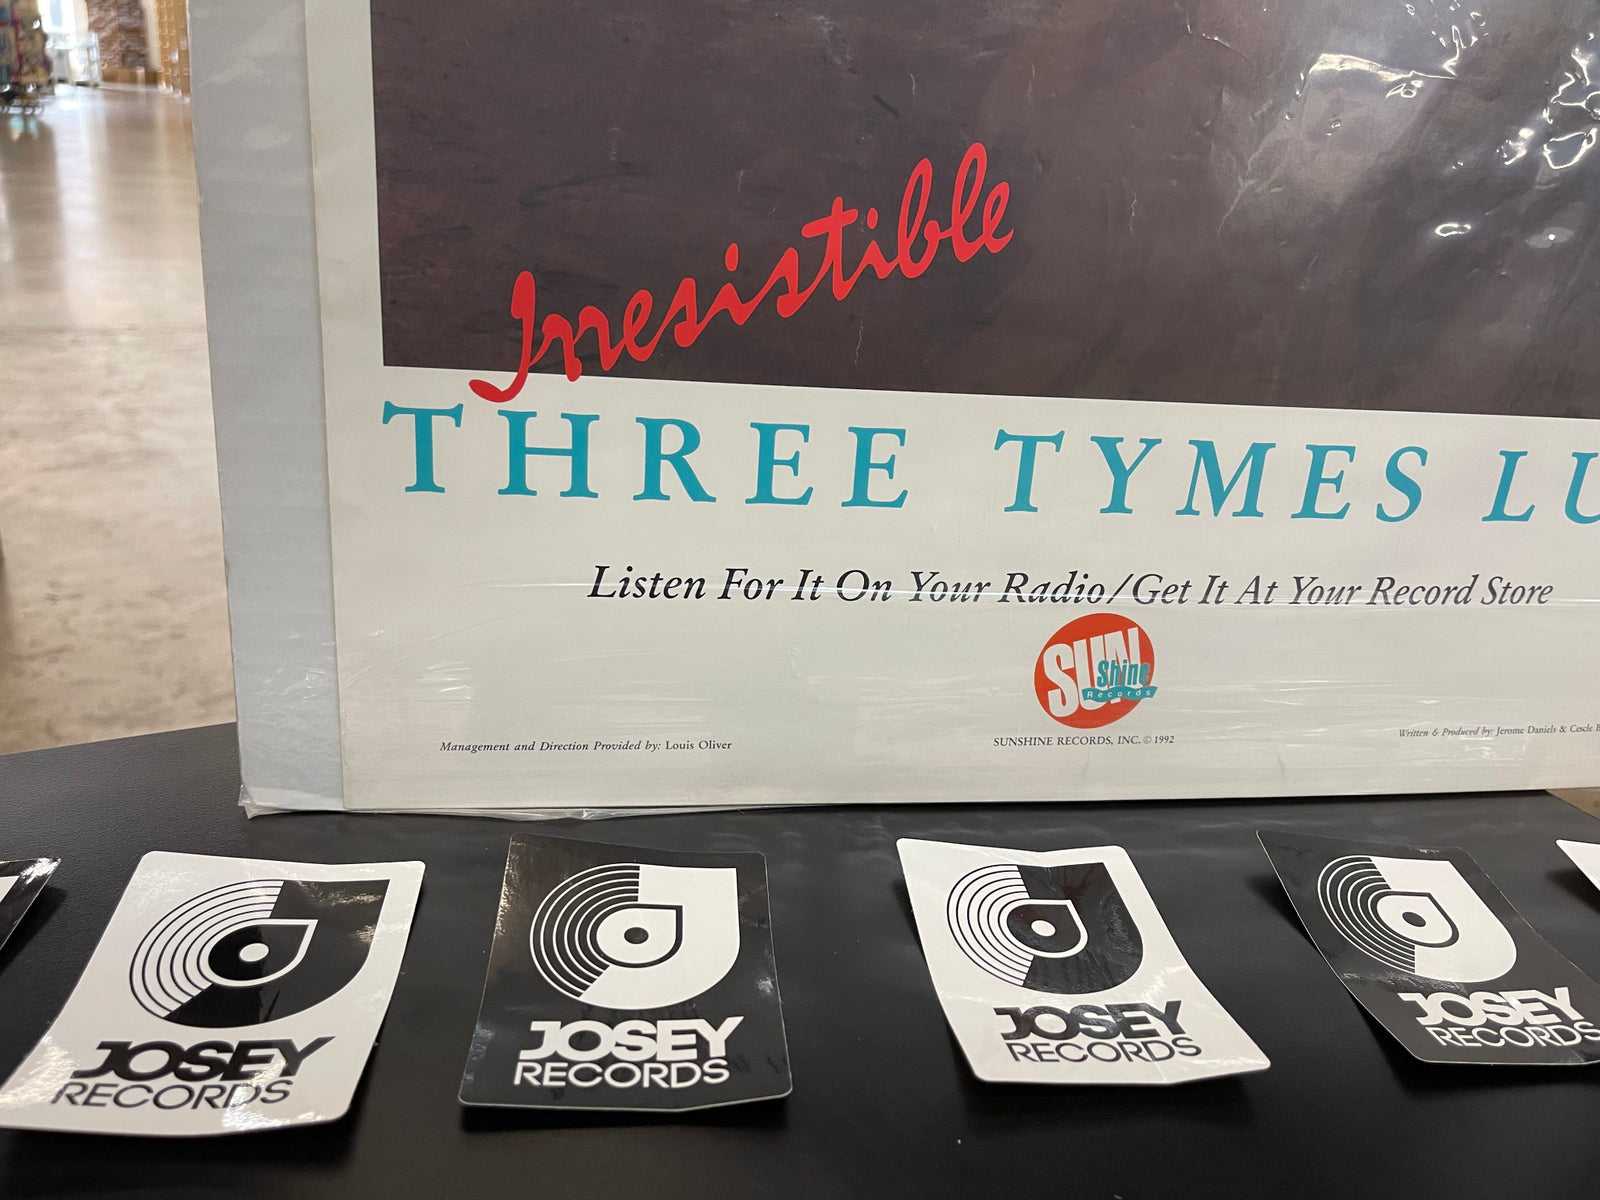 Irresistible
THREE TYMES LU
Listen For It On Your Radio/Get It At Your Record Store
SUN
Shine
Records
SUNSHINE RECORDS, INC. © 1992
Management and Direction Provided by: Louis Oliver
Written & Produced by: Jerome Daniels &
JOSEY
RECORDS
JOSEY
RECORDS
JOSEY
RECORDS
JOSEY
RECORDS